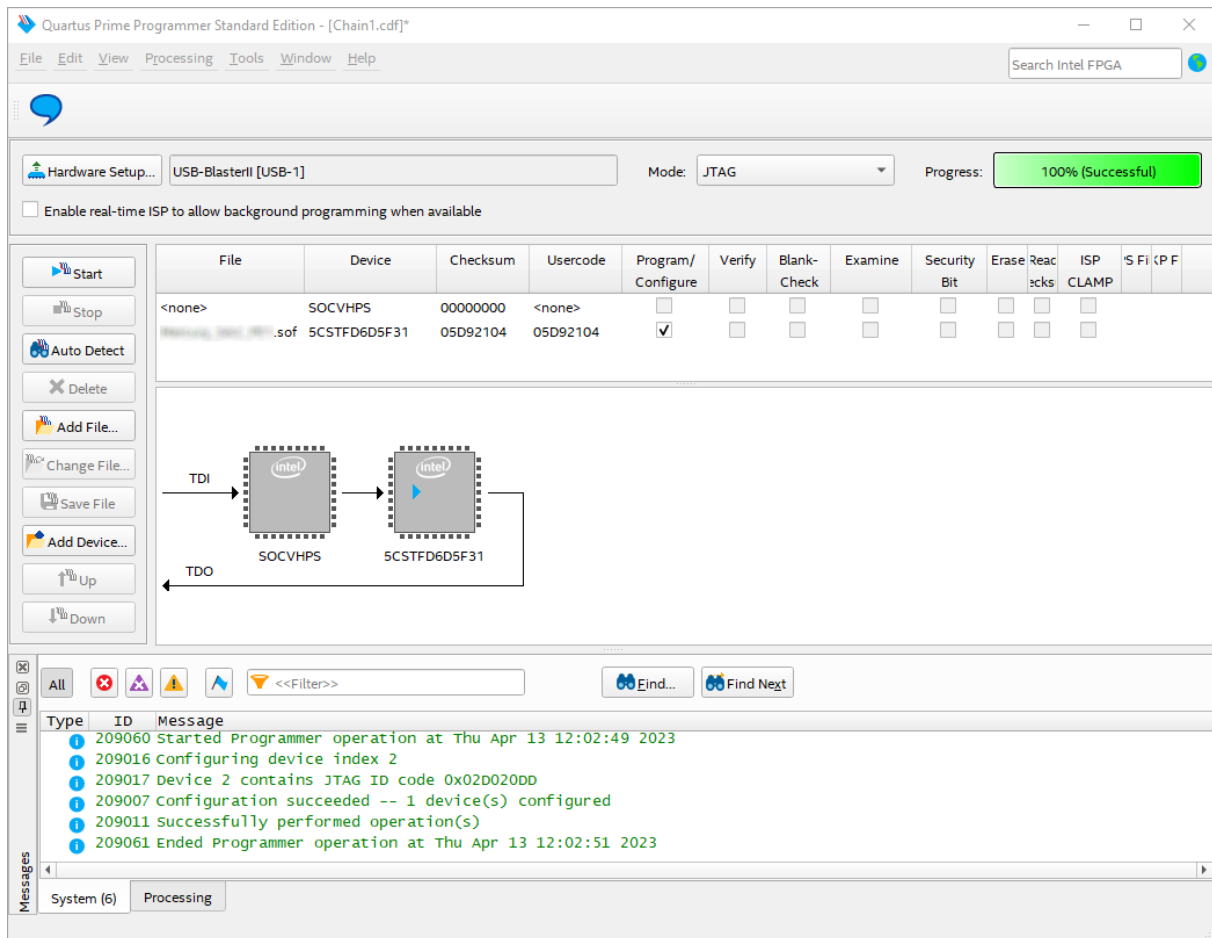 Quartus Prime Programmer Standard Edition - [Chain1.cdf]*
File Edit View Processing Tools Window Help
Search Intel FPGA
Hardware Setup... USB-BlasterII [USB-1] Mode: JTAG Progress: 100% (Successful)
Enable real-time ISP to allow background programming when available
Start
Stop
Auto Detect
Delete
Add File...
Change File...
Save File
Add Device...
Up
Down
File Device Checksum Usercode Program/ Verify Blank- Examine Security Erase Reac ISP 'S Fi KP F
Configure Check Bit ecks CLAMP
<none> SOCVHPS 00000000 <none>
.sof 5CSTFD6D5F31 05D92104 05D92104
intel intel
TDI
SOCVHPS 5CSTFD6D5F31
TDO
All <<Filter>> Find... Find Next
Type ID Message
209060 Started Programmer operation at Thu Apr 13 12:02:49 2023
209016 Configuring device index 2
209017 Device 2 contains JTAG ID code 0x02D020DD
209007 Configuration succeeded -- 1 device(s) configured
209011 Successfully performed operation(s)
209061 Ended Programmer operation at Thu Apr 13 12:02:51 2023
Messages
System (6) Processing